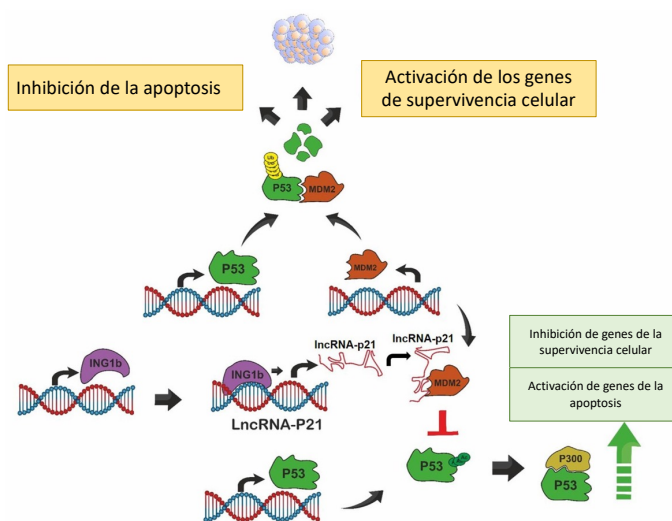 Inhibición de la apoptosis
Activación de los genes
de supervivencia celular
Ub
P53
MDM2
P53
MDM2
ING1b
ING1b
LncRNA-P21
lncRNA-p21
lncRNA-p21
MDM2
Inhibición de genes de la
supervivencia celular
Activación de genes de la
apoptosis
P53
P53
P300
P53